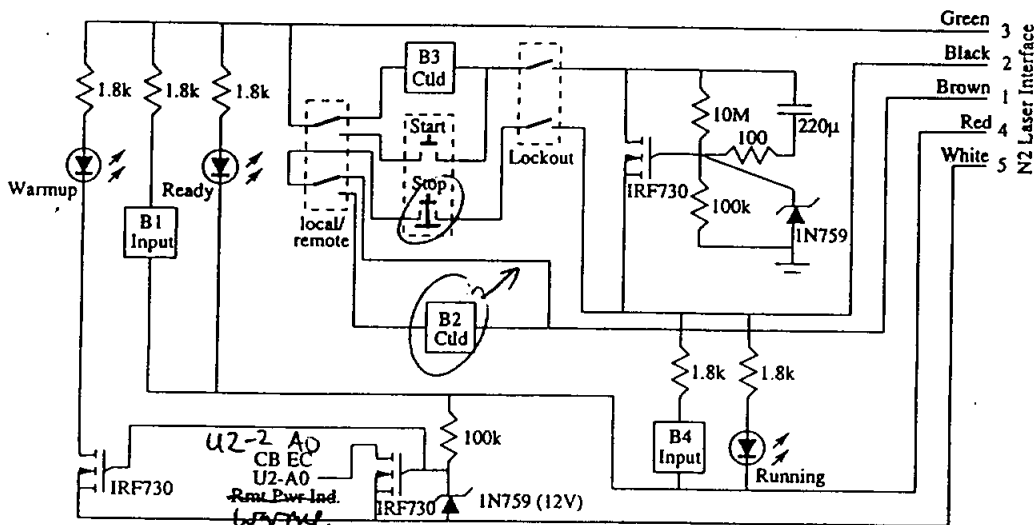 Green 3
Black 2
Brown 1
Red 4
White 5
N2 Laser Interface
1.8k
1.8k
1.8k
B3
Ctld
Start
Stop
Lockout
10M
100
220μ
IRF730
100k
1N759
Warmup
Ready
B1
Input
local/
remote
B2
Ctld
1.8k
1.8k
100k
B4
Input
Running
U2-2 A0
CB EC
U2-A0
Rmt Pwr Ind.
IRF730
IRF730
1N759 (12V)